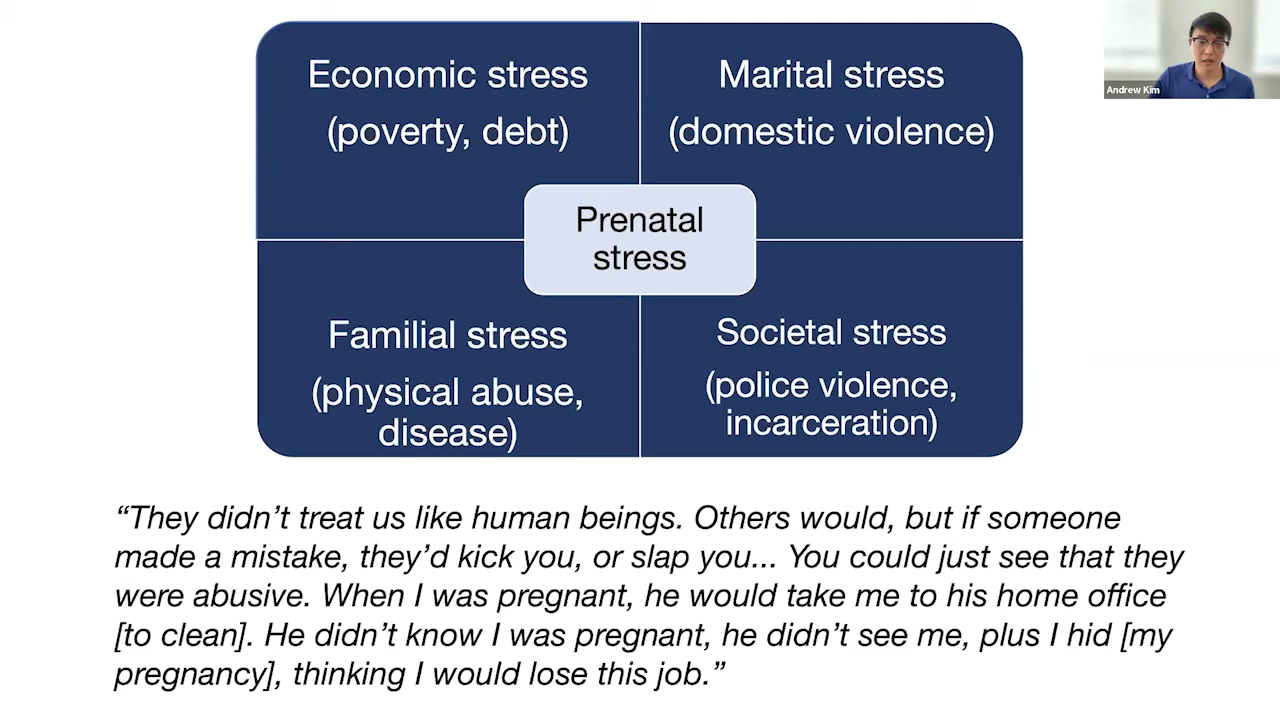 Economic stress
(poverty, debt)
Marital stress
(domestic violence)
Prenatal
stress
Familial stress
(physical abuse,
disease)
Societal stress
(police violence,
incarceration)
Andrew Kim
“They didn’t treat us like human beings. Others would, but if someone
made a mistake, they’d kick you, or slap you... You could just see that they
were abusive. When I was pregnant, he would take me to his home office
[to clean]. He didn’t know I was pregnant, he didn’t see me, plus I hid [my
pregnancy], thinking I would lose this job.”